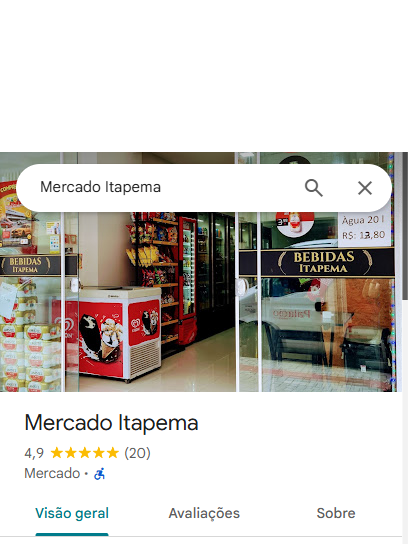 Mercado Itapema
Água 20 l
R$: 13,80
BEBIDAS
ITAPEMA
BEBIDAS
ITAPEMA
Mercado Itapema
4,9 ★★★★★ (20)
Mercado ·
Visão geral
Avaliações
Sobre